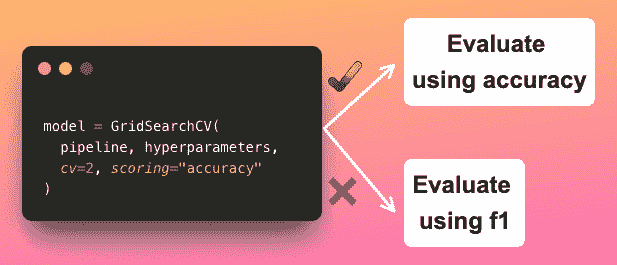 model = GridSearchCV(
pipeline, hyperparameters,
cv=2, scoring="accuracy"
)
Evaluate
using accuracy
Evaluate
using f1